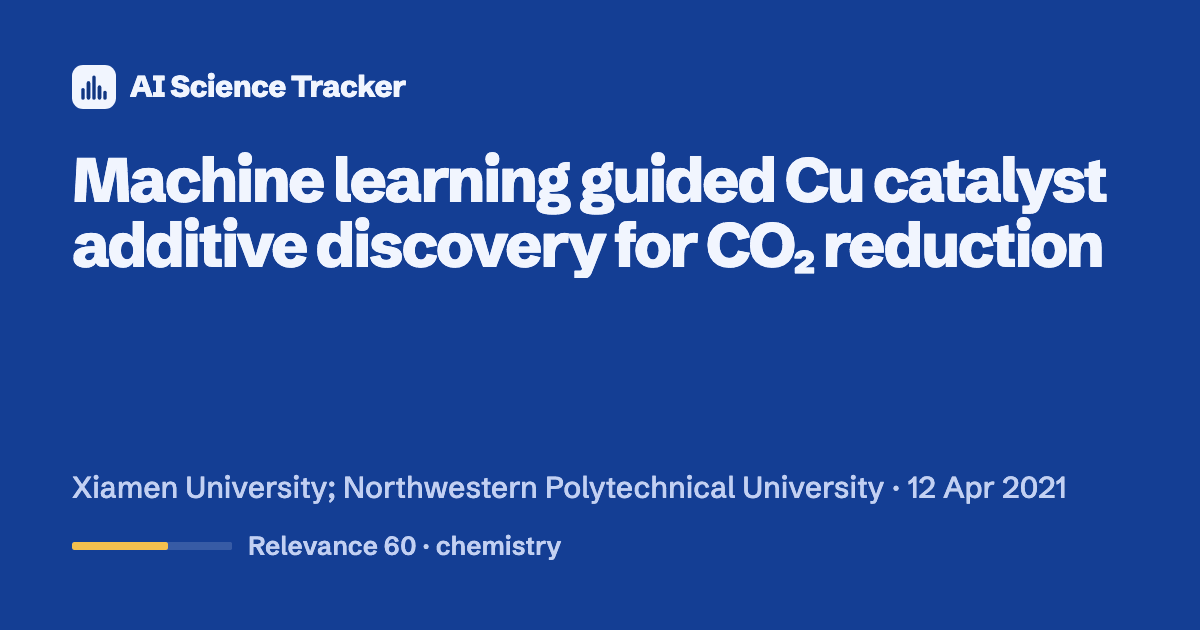 AI Science Tracker
Machine learning guided Cu catalyst
additive discovery for CO₂ reduction
Xiamen University; Northwestern Polytechnical University · 12 Apr 2021
Relevance 60 · chemistry